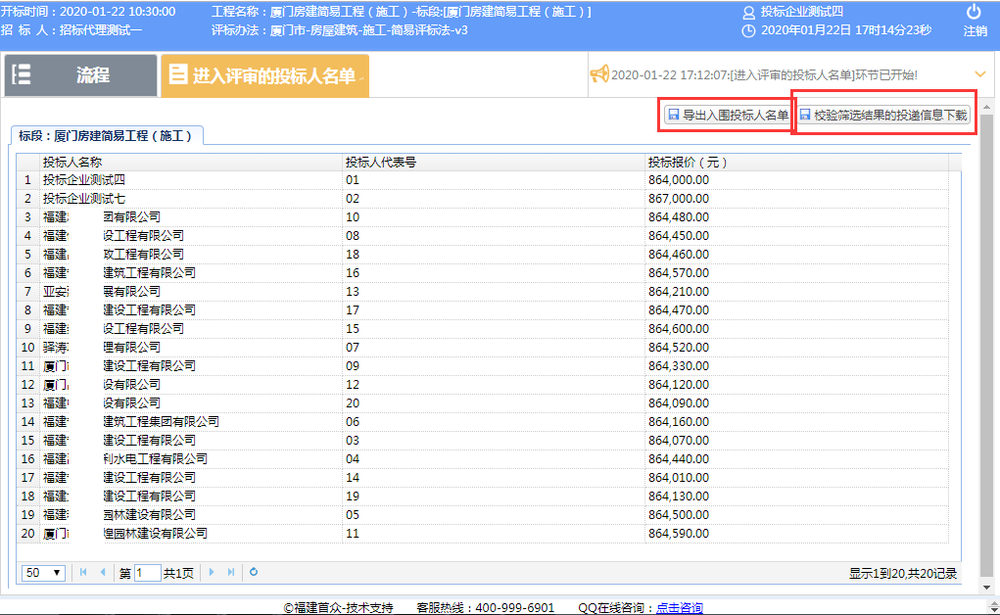 开标时间：2020-01-22 10:30:00 工程名称：厦门房建简易工程（施工）-标段:[厦门房建简易工程（施工）] 投标企业测试四
招 标 人：招标代理测试一 评标办法：厦门市-房屋建筑-施工-简易评标法-v3 2020年01月22日 17时14分23秒 注销
流程 进入评审的投标人名单 2020-01-22 17:12:07:[进入评审的投标人名单]环节已开始!
导出入围投标人名单 校验筛选结果的投递信息下载
标段：厦门房建简易工程（施工）
投标人名称 投标人代表号 投标报价（元）
1 投标企业测试四 01 864,000.00
2 投标企业测试七 02 867,000.00
3 福建 团有限公司 10 864,480.00
4 福建 设工程有限公司 08 864,450.00
5 福建 政工程有限公司 18 864,460.00
6 福建 建筑工程有限公司 16 864,570.00
7 亚安 展有限公司 13 864,210.00
8 福建 建设工程有限公司 17 864,470.00
9 福建 设工程有限公司 15 864,600.00
10 驿涛 理有限公司 07 864,520.00
11 厦门 建设工程有限公司 09 864,330.00
12 厦门 设有限公司 12 864,120.00
13 福建 设有限公司 20 864,090.00
14 福建 建筑工程集团有限公司 06 864,160.00
15 福建 建设工程有限公司 03 864,070.00
16 福建 利水电工程有限公司 04 864,440.00
17 福建 建设工程有限公司 14 864,010.00
18 福建 建设工程有限公司 19 864,130.00
19 福建 园林建设有限公司 05 864,500.00
20 厦门 煌园林建设有限公司 11 864,590.00
50 第 1 共1页 显示1到20,共20记录
©福建首众-技术支持 客服热线：400-999-6901 QQ在线咨询：点击咨询